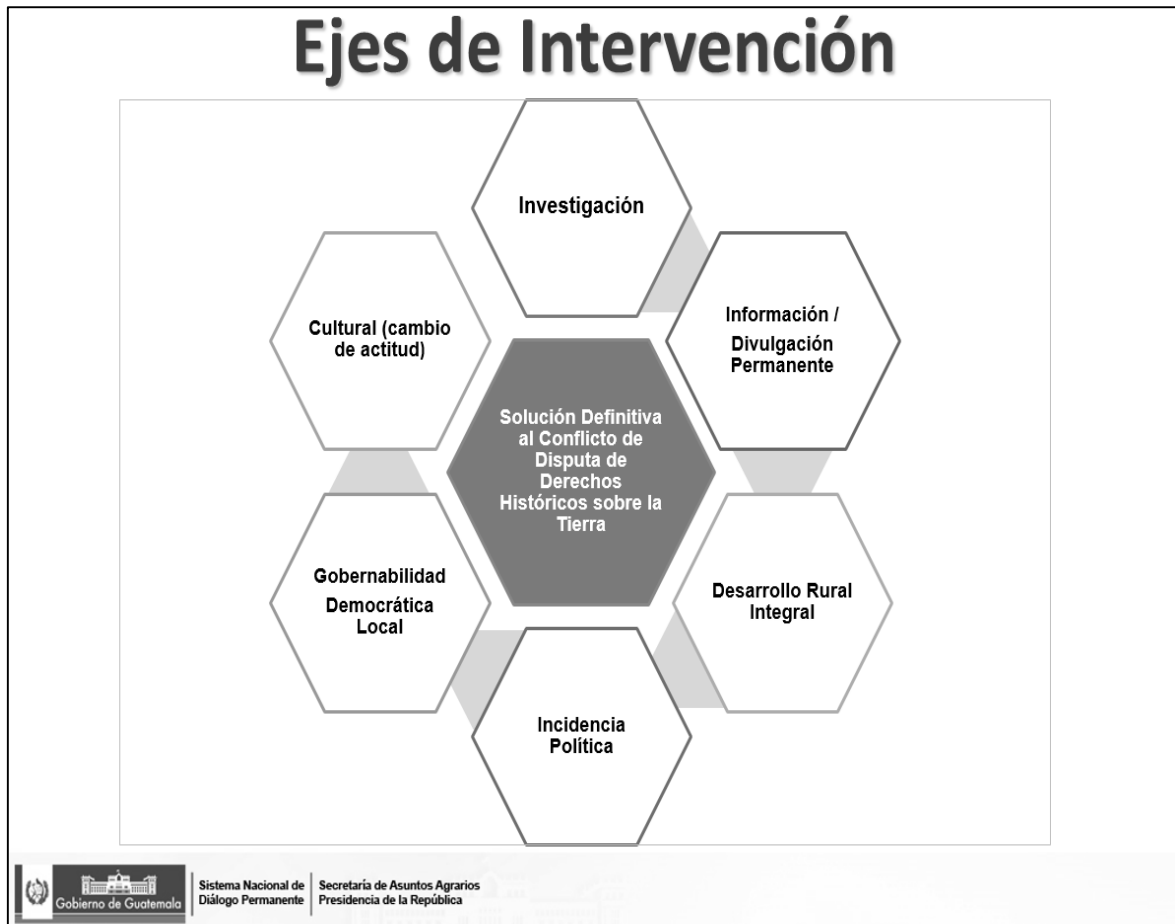 Ejes de Intervención
Investigación
Información /
Divulgación
Permanente
Desarrollo Rural
Integral
Incidencia
Política
Gobernabilidad
Democrática
Local
Cultural (cambio
de actitud)
Solución Definitiva
al Conflicto de
Disputa de
Derechos
Históricos sobre la
Tierra
Gobierno de Guatemala
Sistema Nacional de
Diálogo Permanente
Secretaría de Asuntos Agrarios
Presidencia de la República